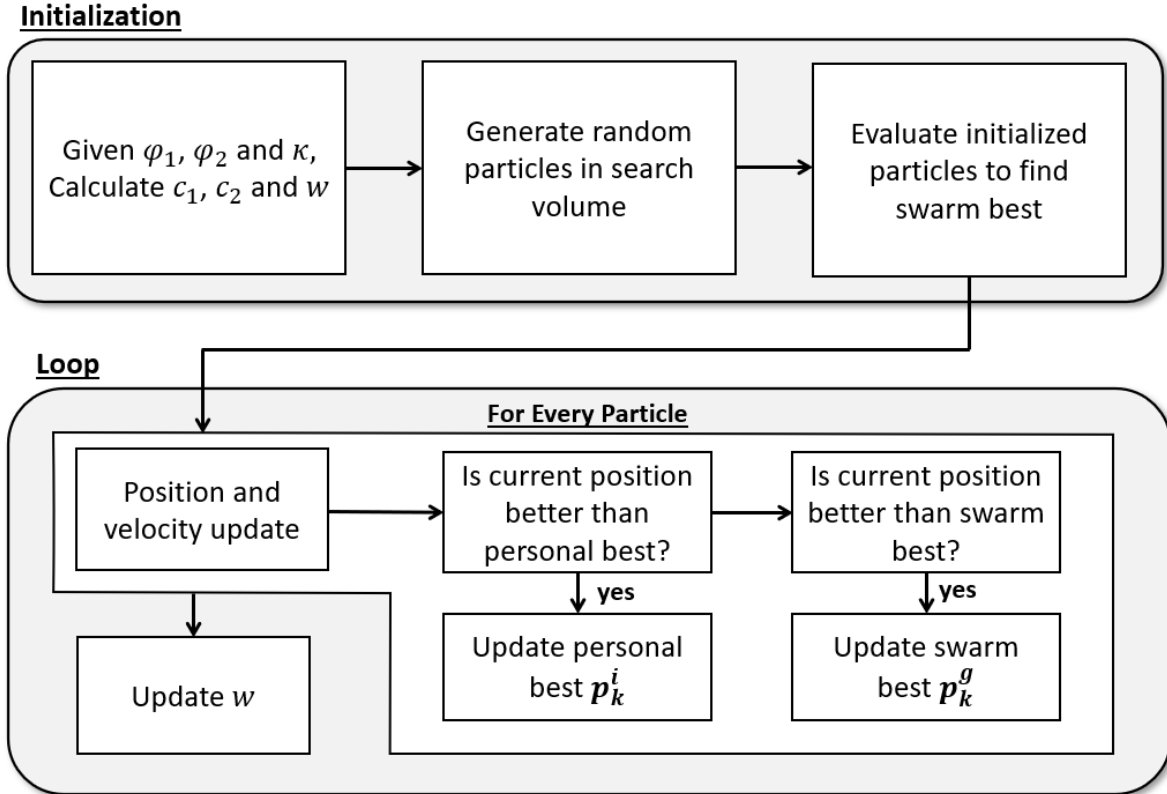 Initialization
Given φ₁, φ₂ and κ,
Calculate c₁, c₂ and w
Generate random
particles in search
volume
Evaluate initialized
particles to find
swarm best
Loop
For Every Particle
Position and
velocity update
Is current position
better than
personal best?
Is current position
better than swarm
best?
yes
yes
Update w
Update personal
best p_k^i
Update swarm
best p_k^g